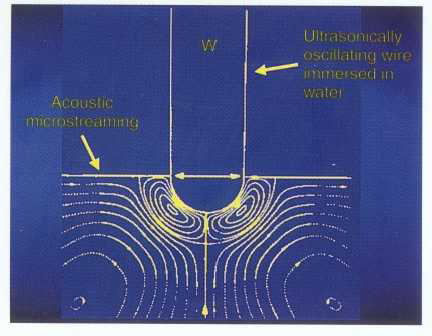 W
Ultrasonically
oscillating wire
immersed in
water
Acoustic
microstreaming